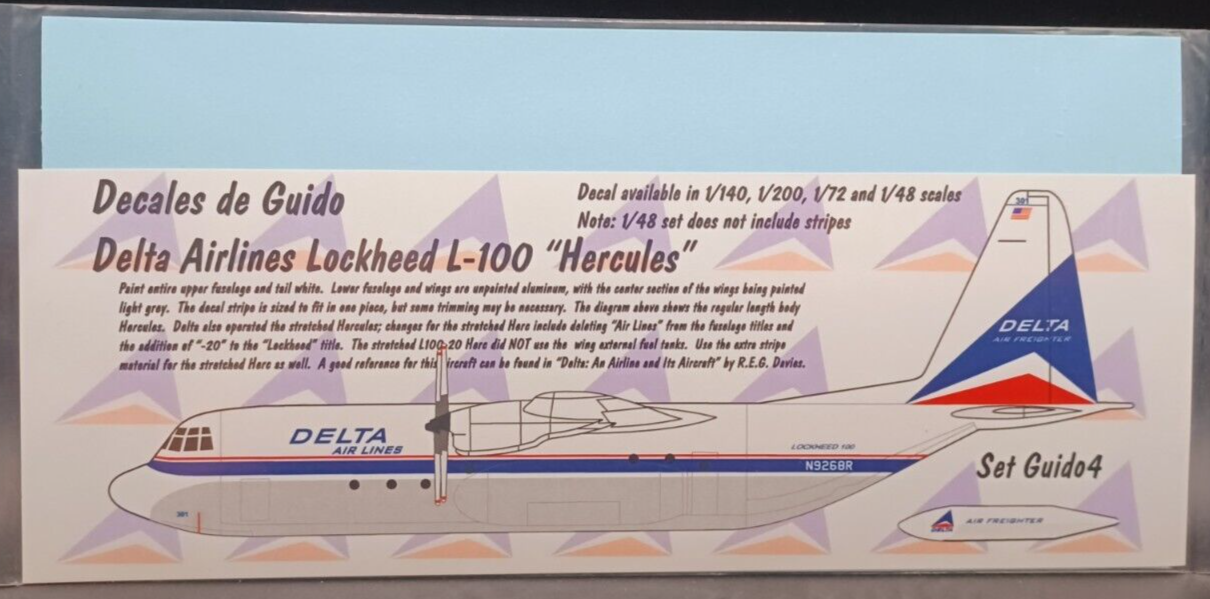 Decales de Guido
Decal available in 1/140, 1/200, 1/72 and 1/48 scales
Note: 1/48 set does not include stripes
Delta Airlines Lockheed L-100 "Hercules"
Paint entire upper fuselage and tail white. Lower fuselage and wings are unpainted aluminum, with the center section of the wings being painted
light grey. The decal stripe is sized to fit in one piece, but some trimming may be necessary. The diagram above shows the regular length body
Hercules. Delta also operated the stretched Hercules; changes for the stretched Herc include deleting "Air Lines" from the fuselage titles and
the addition of "-20" to the "Lockheed" title. The stretched L100-20 Herc did NOT use the wing external fuel tanks. Use the extra stripe
material for the stretched Herc as well. A good reference for this aircraft can be found in "Delta: An Airline and Its Aircraft" by R.E.G. Davies.
301
DELTA
AIR FREIGHTER
DELTA
AIR LINES
LOCKHEED 100
N9268R
Set Guido4
301
DELTA
AIR FREIGHTER